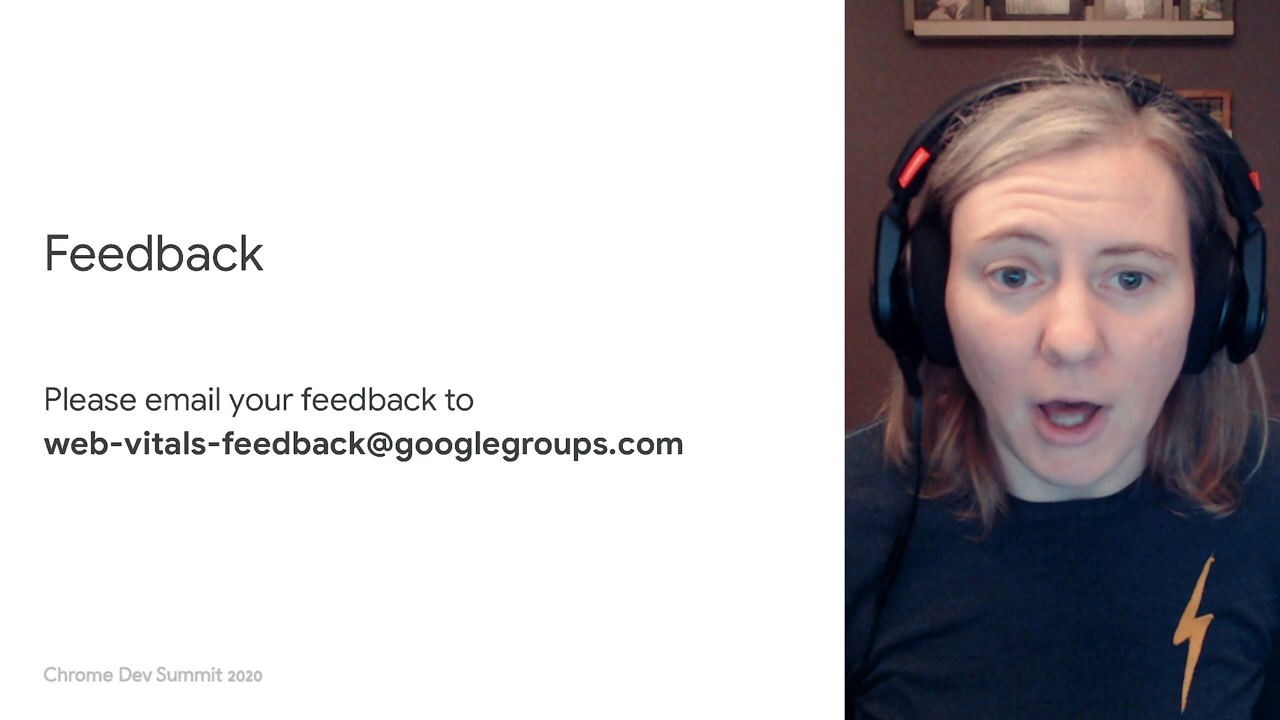 Feedback
Please email your feedback to
web-vitals-feedback@googlegroups.com
Chrome Dev Summit 2020